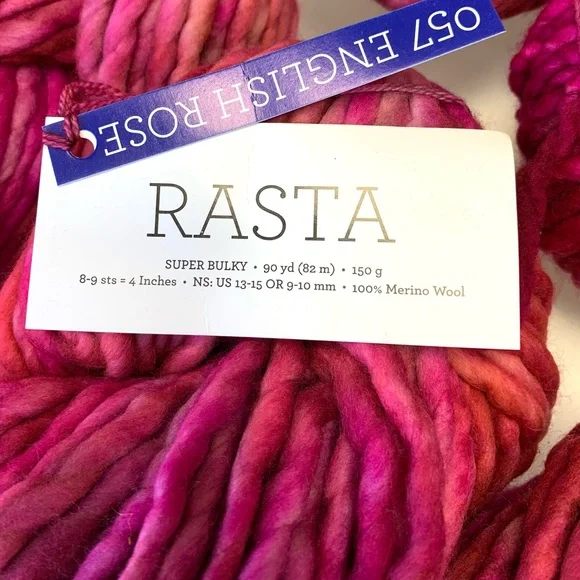 057 ENGLISH ROSE
RASTA
SUPER BULKY • 90 yd (82 m) • 150 g
8-9 sts = 4 Inches • NS: US 13-15 OR 9-10 mm • 100% Merino Wool